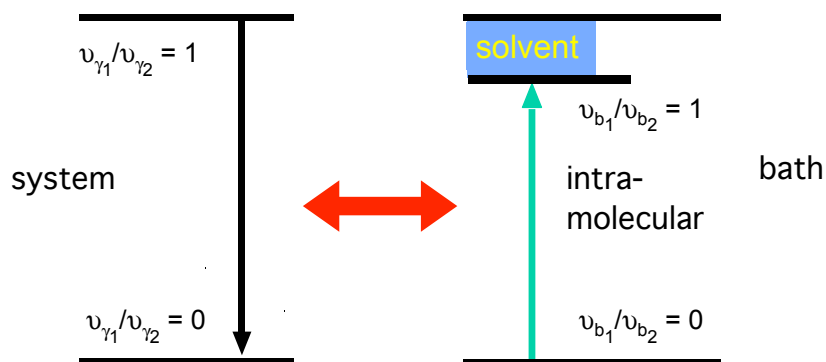 solvent
υγ₁/υγ₂ = 1
υb₁/υb₂ = 1
system
intra-
molecular
bath
υγ₁/υγ₂ = 0
υb₁/υb₂ = 0